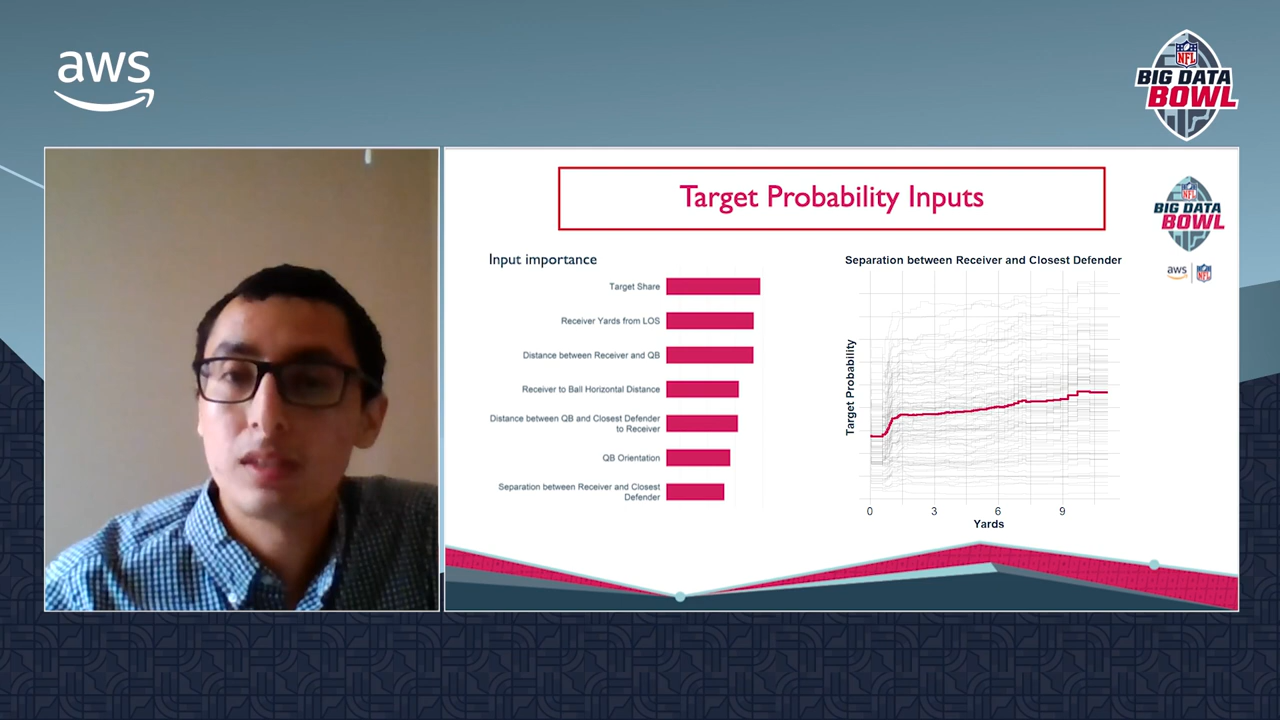 aws
NFL
BIG DATA
BOWL
Target Probability Inputs
NFL
BIG DATA
BOWL
aws
NFL
Input importance
Target Share
Receiver Yards from LOS
Distance between Receiver and QB
Receiver to Ball Horizontal Distance
Distance between QB and Closest Defender
to Receiver
QB Orientation
Separation between Receiver and Closest
Defender
Separation between Receiver and Closest Defender
Target Probability
0 3 6 9
Yards